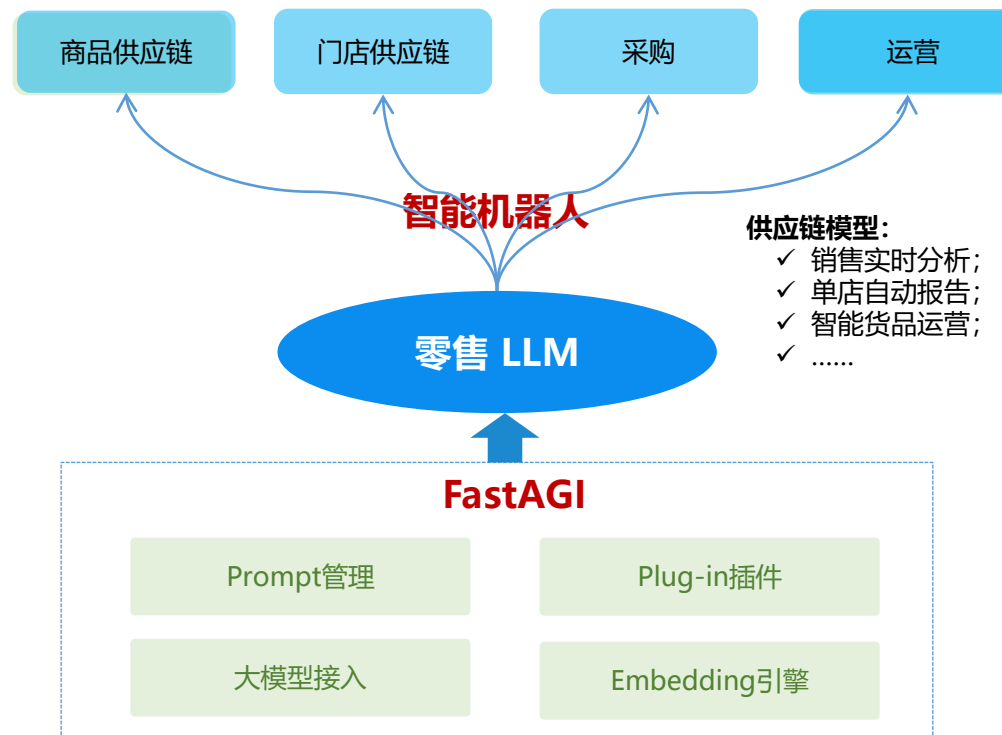 商品供应链
门店供应链
采购
运营
智能机器人
供应链模型：
✓ 销售实时分析；
✓ 单店自动报告；
✓ 智能货品运营；
✓ ……
零售 LLM
FastAGI
Prompt管理
Plug-in插件
大模型接入
Embedding引擎